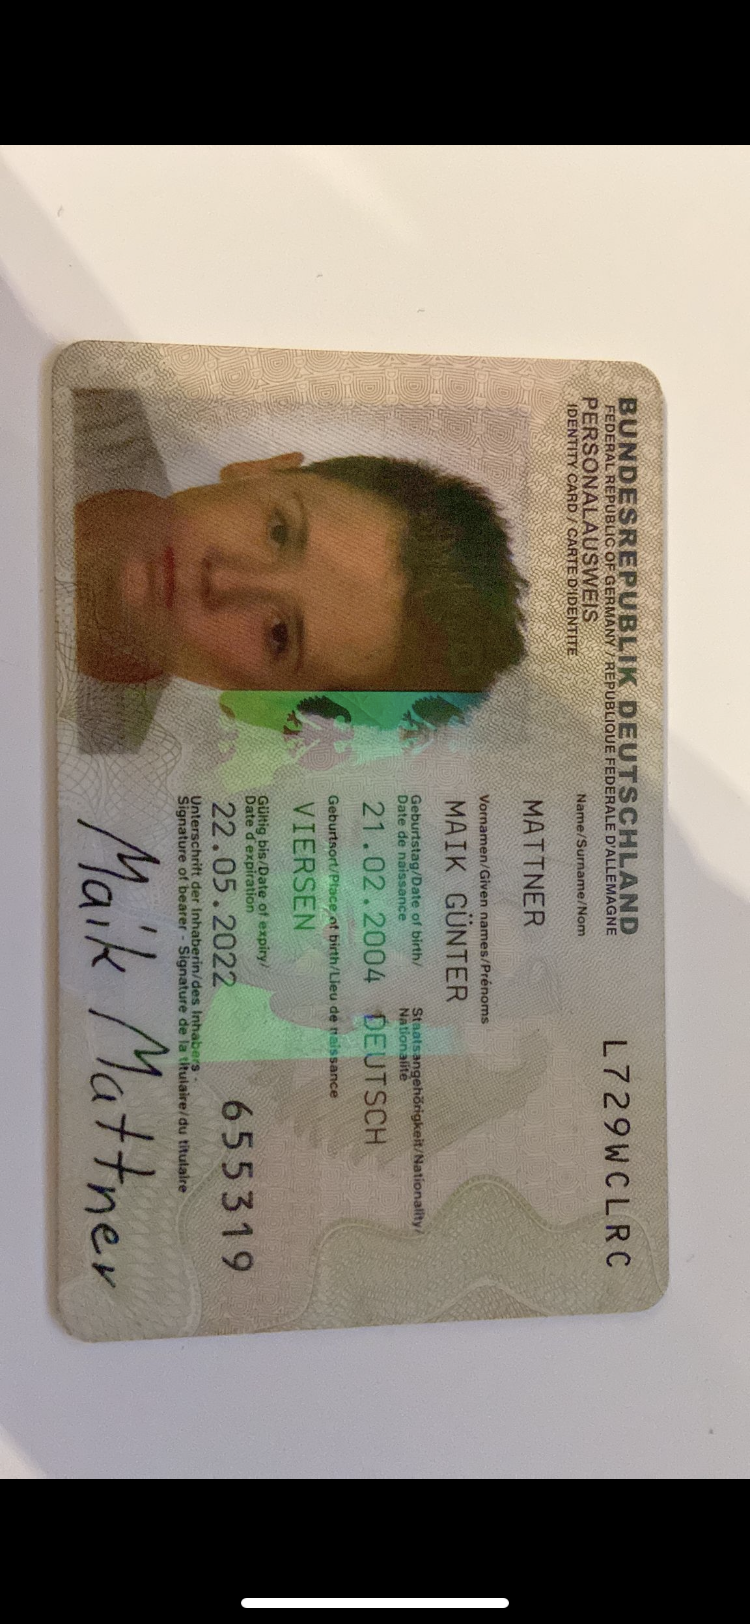 BUNDESREPUBLIK DEUTSCHLAND
FEDERAL REPUBLIC OF GERMANY / REPUBLIQUE FEDERALE D'ALLEMAGNE
PERSONALAUSWEIS
IDENTITY CARD / CARTE D'IDENTITE
L729WCLRC
Name/Surname/Nom
MATTNER
Vornamen/Given names/Prénoms
MAIK GÜNTER
Geburtstag/Date of birth/
Date de naissance
Staatsangehörigkeit/Nationality/
Nationalité
21.02.2004 DEUTSCH
Geburtsort/Place of birth/Lieu de naissance
VIERSEN
Gültig bis/Date of expiry/
Date d'expiration
22.05.2022
655319
Unterschrift der Inhaberin/des Inhabers -
Signature of bearer - Signature de la titulaire/du titulaire
Maik Mattner